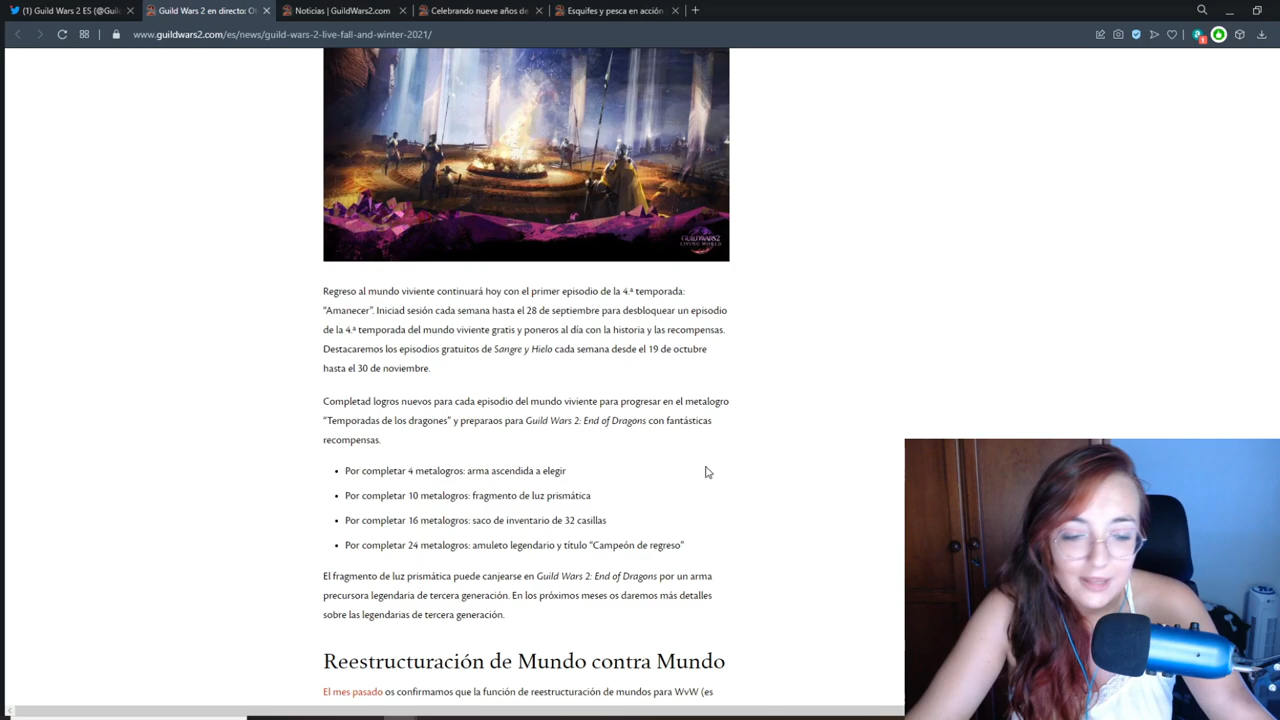 (1) Guild Wars 2 ES (@Guil
Guild Wars 2 en directo: Ot
Noticias | GuildWars2.com
Celebrando nueve años de
Esquifes y pesca en acción
www.guildwars2.com/es/news/guild-wars-2-live-fall-and-winter-2021/
GUILD WARS 2
LIVING WORLD
Regreso al mundo viviente continuará hoy con el primer episodio de la 4.ª temporada:
"Amanecer". Iniciad sesión cada semana hasta el 28 de septiembre para desbloquear un episodio
de la 4.ª temporada del mundo viviente gratis y poneros al día con la historia y las recompensas.
Destacaremos los episodios gratuitos de Sangre y Hielo cada semana desde el 19 de octubre
hasta el 30 de noviembre.
Completad logros nuevos para cada episodio del mundo viviente para progresar en el metalogro
"Temporadas de los dragones" y preparaos para Guild Wars 2: End of Dragons con fantásticas
recompensas.
• Por completar 4 metalogros: arma ascendida a elegir
• Por completar 10 metalogros: fragmento de luz prismática
• Por completar 16 metalogros: saco de inventario de 32 casillas
• Por completar 24 metalogros: amuleto legendario y título "Campeón de regreso"
El fragmento de luz prismática puede canjearse en Guild Wars 2: End of Dragons por un arma
precursora legendaria de tercera generación. En los próximos meses os daremos más detalles
sobre las legendarias de tercera generación.
Reestructuración de Mundo contra Mundo
El mes pasado os confirmamos que la función de reestructuración de mundos para WvW (es